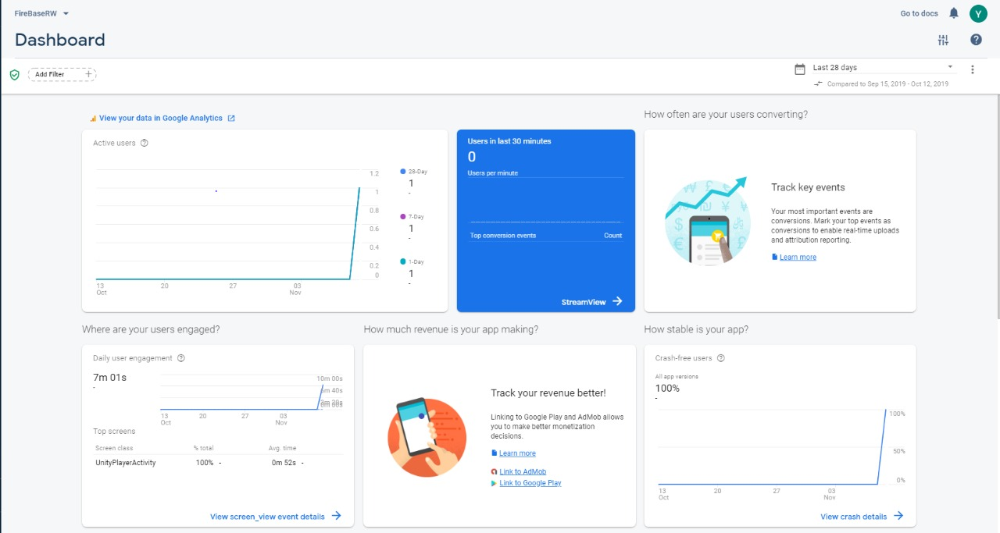 FireBaseRW
Go to docs
Y
Dashboard
Add Filter
Last 28 days
Compared to Sep 15, 2019 - Oct 12, 2019
View your data in Google Analytics
How often are your users converting?
Active users
1.2
1
0.8
0.6
0.4
0.2
0
13
Oct
20
27
03
Nov
28-Day
1
-
7-Day
1
-
1-Day
1
-
Users in last 30 minutes
0
Users per minute
Top conversion events
Count
StreamView
Track key events
Your most important events are
conversions. Mark your top events as
conversions to enable real-time uploads
and attribution reporting.
Learn more
Where are your users engaged?
How much revenue is your app making?
How stable is your app?
Daily user engagement
7m 01s
-
10m 00s
13
Oct
20
27
03
Nov
Top screens
Screen class
% total
Avg. time
UnityPlayerActivity
100% -
0m 52s -
View screen_view event details
Track your revenue better!
Linking to Google Play and AdMob allows
you to make better monetization
decisions.
Learn more
Link to AdMob
Link to Google Play
Crash-free users
All app versions
100%
-
100%
50%
0%
13
Oct
20
27
03
Nov
View crash details